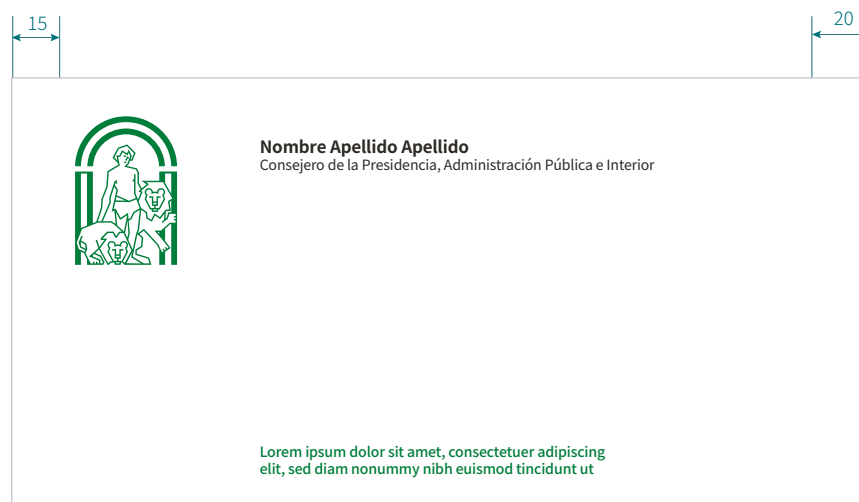 15
20
Nombre Apellido Apellido
Consejero de la Presidencia, Administración Pública e Interior
Lorem ipsum dolor sit amet, consectetuer adipiscing
elit, sed diam nonummy nibh euismod tincidunt ut